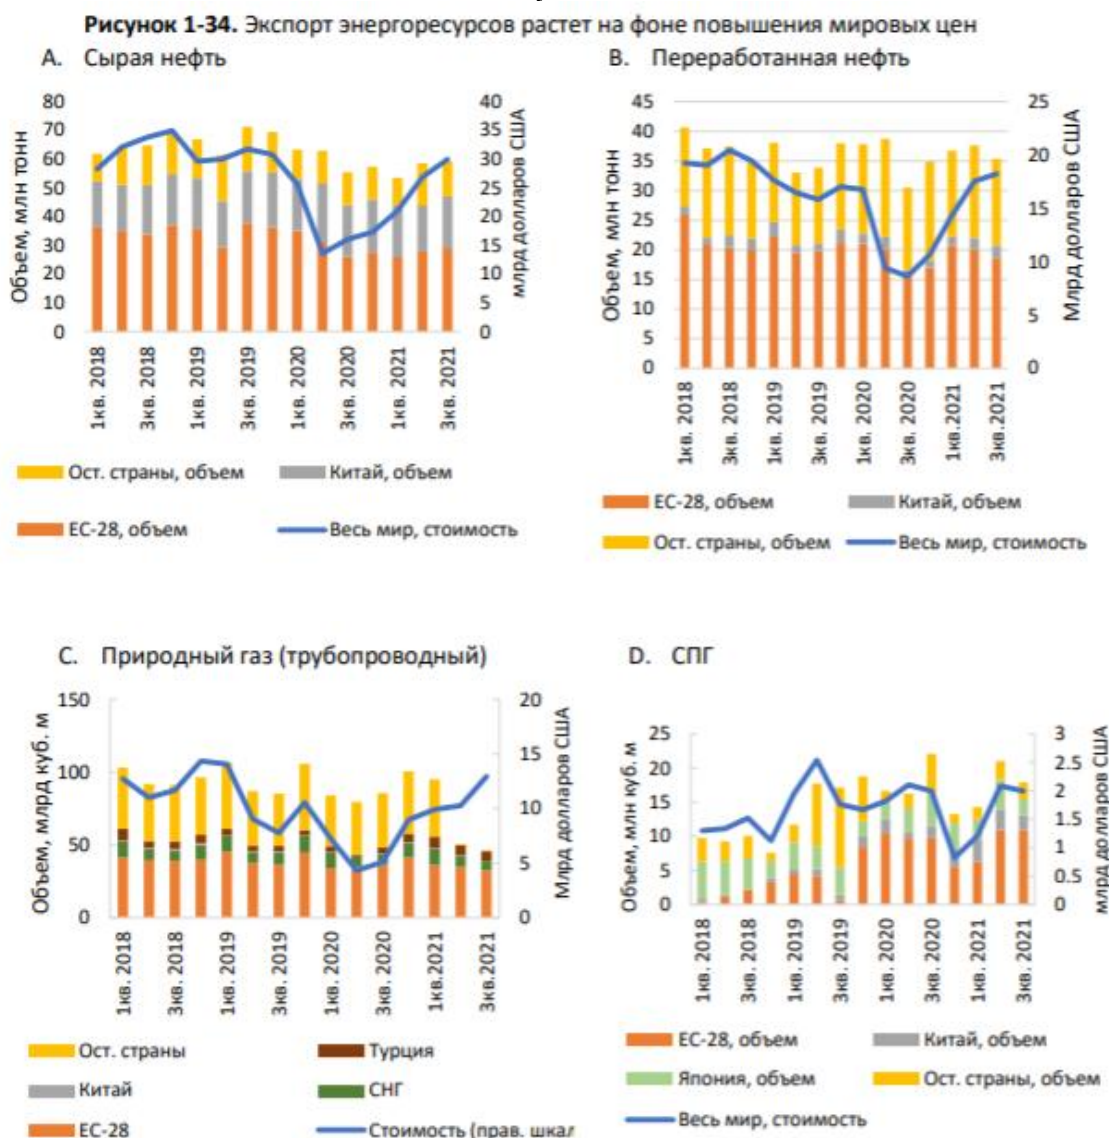 Рисунок 1-34. Экспорт энергоресурсов растет на фоне повышения мировых цен
A. Сырая нефть
80
70
60
50
40
30
20
10
0
Объем, млн тонн
40
35
30
25
20
15
10
5
0
млрд долларов США
1кв. 2018
3кв. 2018
1кв. 2019
3кв. 2019
1кв. 2020
3кв. 2020
1кв. 2021
3кв. 2021
Ост. страны, объем
Китай, объем
ЕС-28, объем
Весь мир, стоимость
B. Переработанная нефть
45
40
35
30
25
20
15
10
5
0
Объем, млн тонн
25
20
15
10
5
0
Млрд долларов США
1кв. 2018
3кв. 2018
1кв. 2019
3кв. 2019
1кв. 2020
3кв. 2020
1кв.2021
3кв.2021
ЕС-28, объем
Китай, объем
Ост. страны, объем
Весь мир, стоимость
C. Природный газ (трубопроводный)
150
100
50
0
Объем, млрд куб. м
20
15
10
5
0
Млрд долларов США
1кв. 2018
3кв. 2018
1кв. 2019
3кв. 2019
1кв. 2020
3кв. 2020
1кв. 2021
3кв.2021
Ост. страны
Турция
Китай
СНГ
ЕС-28
Стоимость (прав. шкал
D. СПГ
25
20
15
10
5
0
Объем, млн куб. м
3
2.5
2
1.5
1
0.5
0
млрд долларов США
1кв. 2018
3кв. 2018
1кв. 2019
3кв. 2019
1кв. 2020
3кв. 2020
1кв. 2021
3кв. 2021
ЕС-28, объем
Китай, объем
Япония, объем
Ост. страны, объем
Весь мир, стоимость